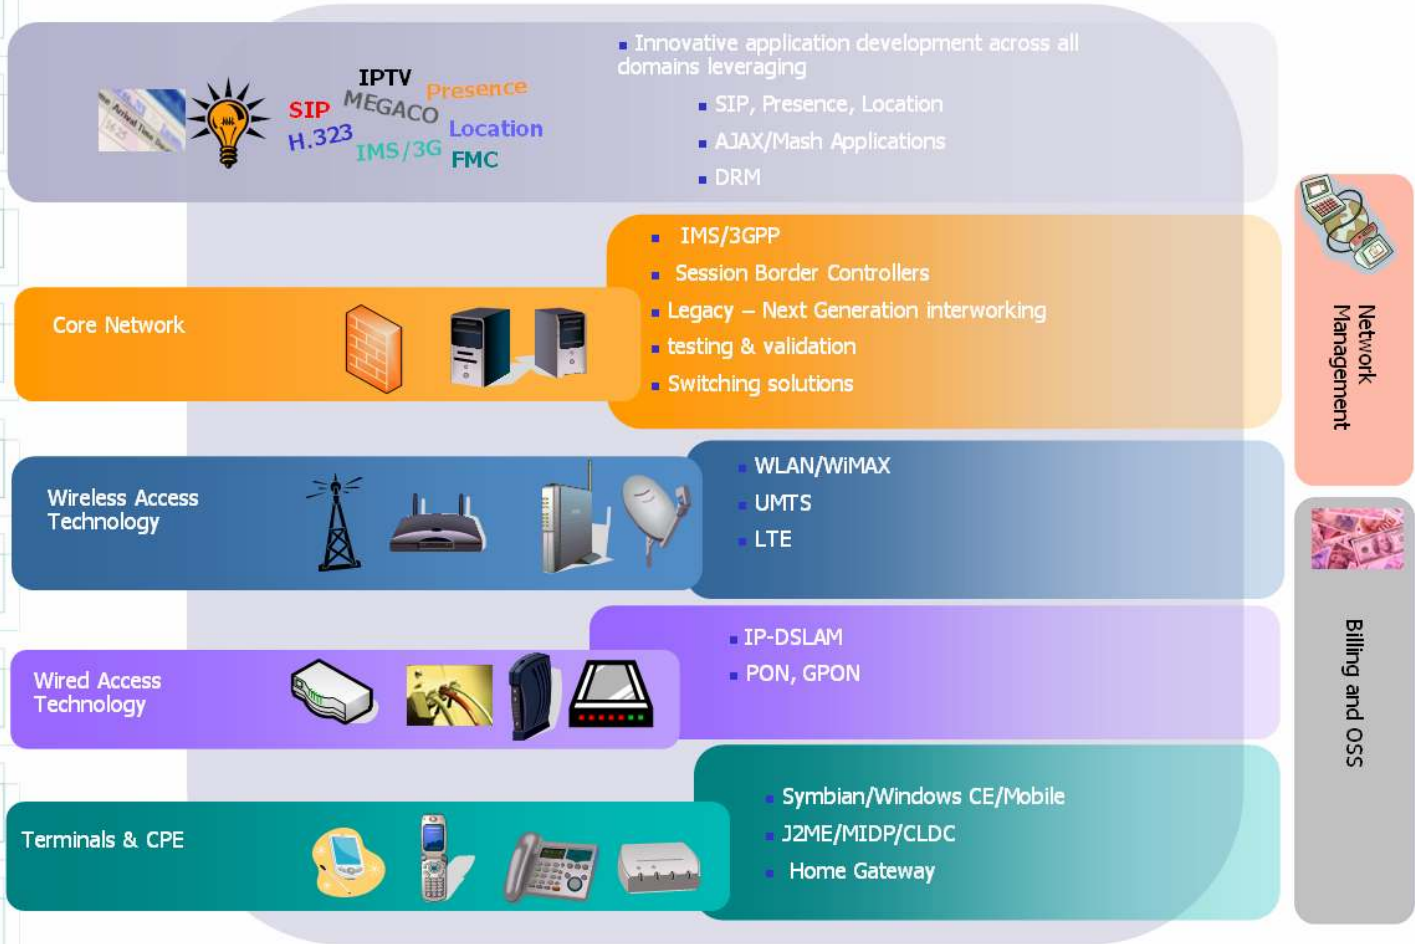 Innovative application development across all
domains leveraging
SIP, Presence, Location
AJAX/Mash Applications
DRM
IPTV
Presence
SIP
MEGACO
H.323
Location
IMS/3G
FMC
Arrival Time
Core Network
IMS/3GPP
Session Border Controllers
Legacy – Next Generation interworking
testing & validation
Switching solutions
Wireless Access
Technology
WLAN/WiMAX
UMTS
LTE
Wired Access
Technology
IP-DSLAM
PON, GPON
Terminals & CPE
Symbian/Windows CE/Mobile
J2ME/MIDP/CLDC
Home Gateway
Network
Management
Billing and OSS